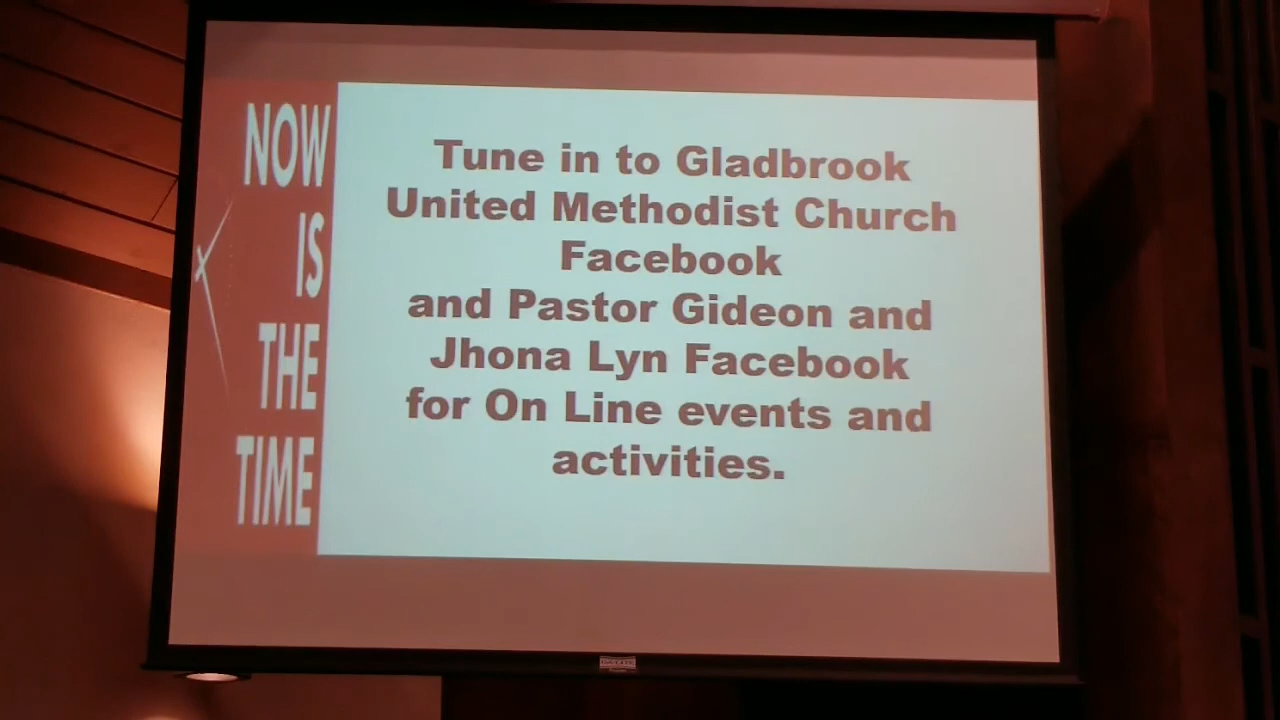 NOW
IS
THE
TIME
Tune in to Gladbrook
United Methodist Church
Facebook
and Pastor Gideon and
Jhona Lyn Facebook
for On Line events and
activities.